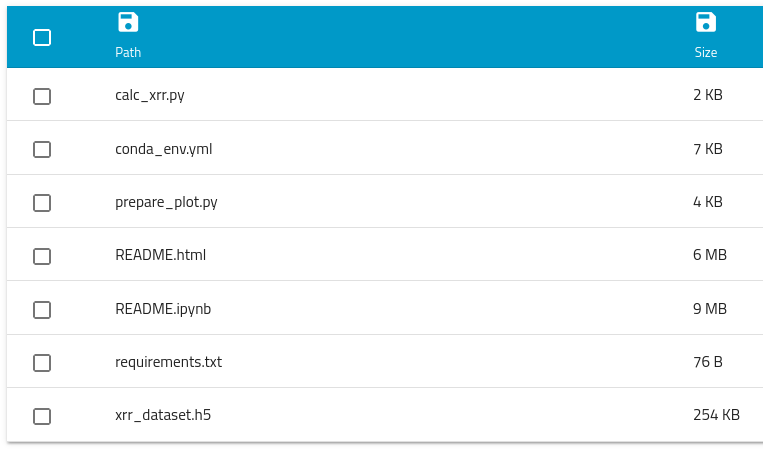 Path Size
calc_xrr.py 2 KB
conda_env.yml 7 KB
prepare_plot.py 4 KB
README.html 6 MB
README.ipynb 9 MB
requirements.txt 76 B
xrr_dataset.h5 254 KB